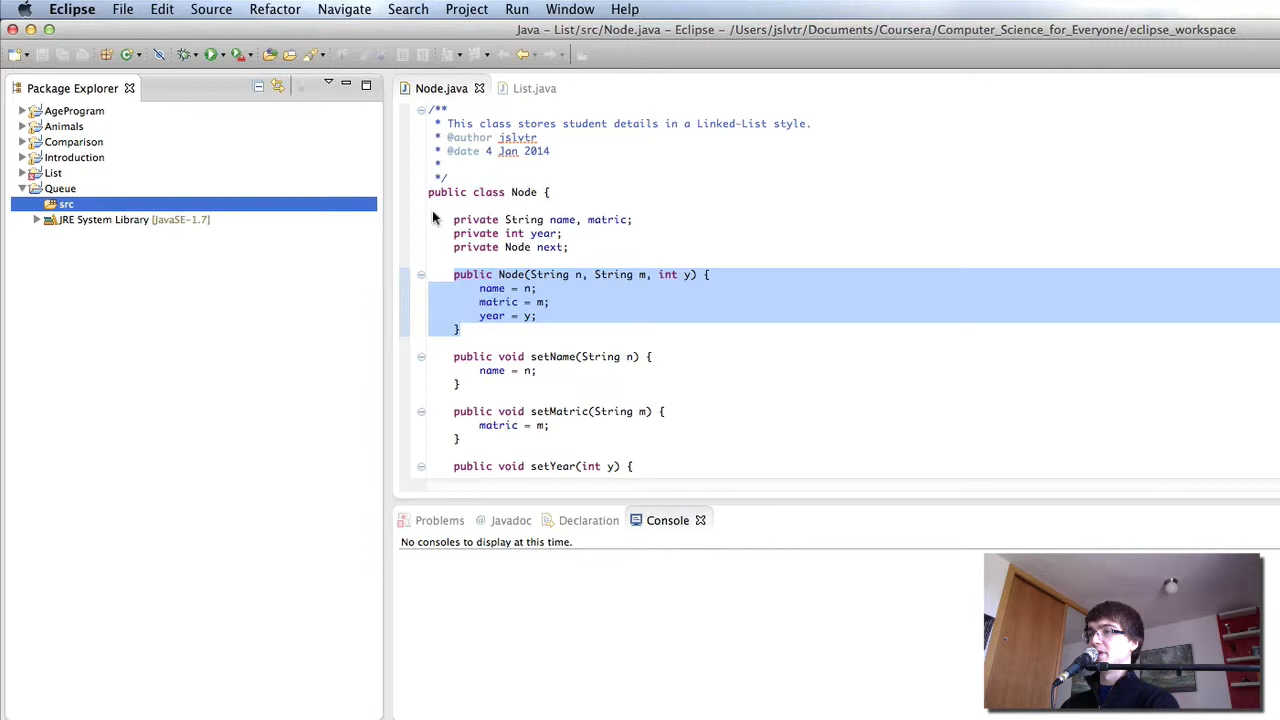 Eclipse File Edit Source Refactor Navigate Search Project Run Window Help
Java - List/src/Node.java - Eclipse - /Users/jslvtr/Documents/Coursera/Computer_Science_for_Everyone/eclipse_workspace
Package Explorer
AgeProgram
Animals
Comparison
Introduction
List
Queue
src
JRE System Library [JavaSE-1.7]
Node.java List.java
/**
* This class stores student details in a Linked-List style.
* @author jslvtr
* @date 4 Jan 2014
*
*/
public class Node {
private String name, matric;
private int year;
private Node next;
public Node(String n, String m, int y) {
name = n;
matric = m;
year = y;
}
public void setName(String n) {
name = n;
}
public void setMatric(String m) {
matric = m;
}
public void setYear(int y) {
Problems @ Javadoc Declaration Console
No consoles to display at this time.